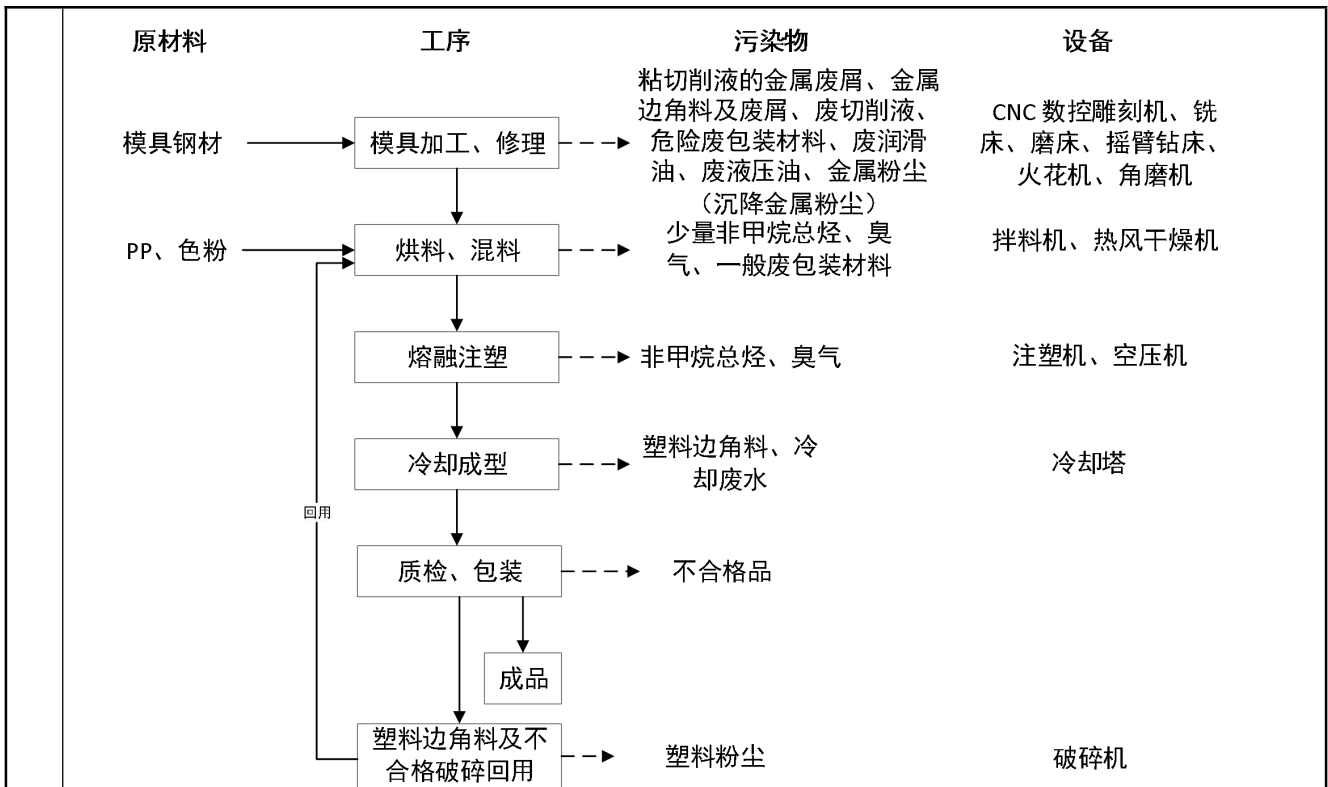 原材料
工序
污染物
设备
模具钢材
模具加工、修理
粘切削液的金属废屑、金属
边角料及废屑、废切削液、
危险废包装材料、废润滑
油、废液压油、金属粉尘
（沉降金属粉尘）
CNC 数控雕刻机、铣
床、磨床、摇臂钻床、
火花机、角磨机
PP、色粉
烘料、混料
少量非甲烷总烃、臭
气、一般废包装材料
拌料机、热风干燥机
熔融注塑
非甲烷总烃、臭气
注塑机、空压机
冷却成型
塑料边角料、冷
却废水
冷却塔
回用
质检、包装
不合格品
成品
塑料边角料及不
合格破碎回用
塑料粉尘
破碎机